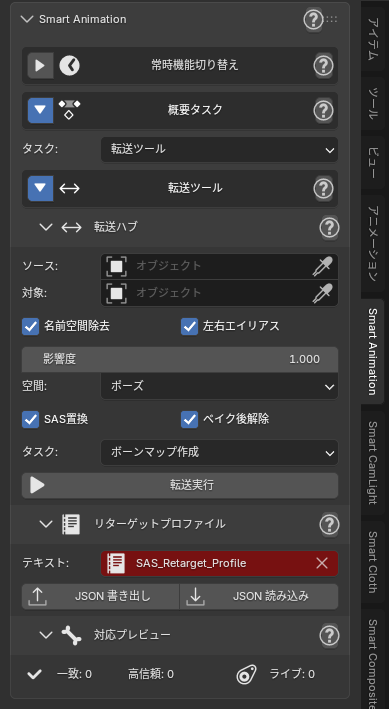 Smart Animation
常時機能切り替え
概要タスク
タスク: 転送ツール
転送ツール
転送ハブ
ソース: オブジェクト
対象: オブジェクト
名前空間除去 左右エイリアス
影響度 1.000
空間: ポーズ
SAS置換 ベイク後解除
タスク: ボーンマップ作成
転送実行
リターゲットプロファイル
テキスト: SAS_Retarget_Profile
JSON 書き出し JSON 読み込み
対応プレビュー
一致: 0 高信頼: 0 ライブ: 0
アイテム
ツール
ビュー
アニメーション
Smart Animation
Smart CamLight
Smart Cloth
Smart Composite